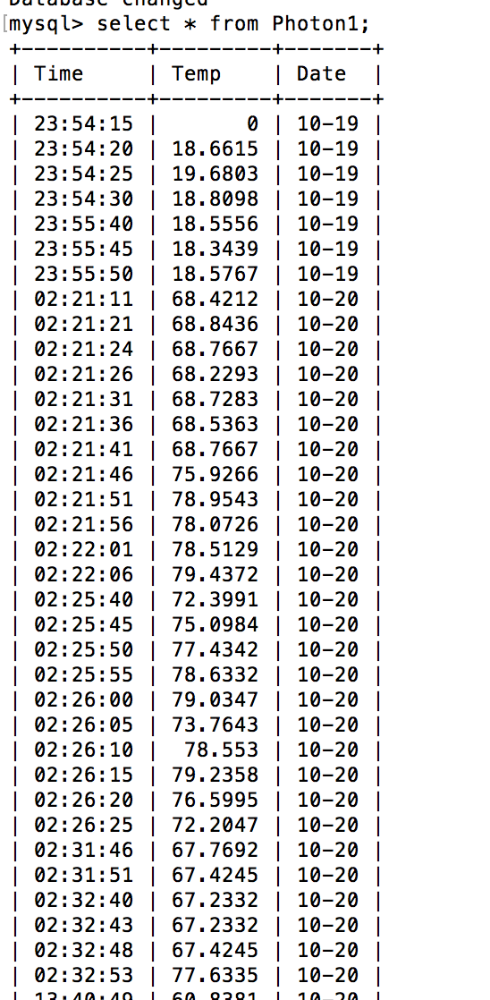 Database changed
[mysql> select * from Photon1;
+----------+---------+-------+
| Time     | Temp    | Date  |
+----------+---------+-------+
| 23:54:15 |       0 | 10-19 |
| 23:54:20 | 18.6615 | 10-19 |
| 23:54:25 | 19.6803 | 10-19 |
| 23:54:30 | 18.8098 | 10-19 |
| 23:55:40 | 18.5556 | 10-19 |
| 23:55:45 | 18.3439 | 10-19 |
| 23:55:50 | 18.5767 | 10-19 |
| 02:21:11 | 68.4212 | 10-20 |
| 02:21:21 | 68.8436 | 10-20 |
| 02:21:24 | 68.7667 | 10-20 |
| 02:21:26 | 68.2293 | 10-20 |
| 02:21:31 | 68.7283 | 10-20 |
| 02:21:36 | 68.5363 | 10-20 |
| 02:21:41 | 68.7667 | 10-20 |
| 02:21:46 | 75.9266 | 10-20 |
| 02:21:51 | 78.9543 | 10-20 |
| 02:21:56 | 78.0726 | 10-20 |
| 02:22:01 | 78.5129 | 10-20 |
| 02:22:06 | 79.4372 | 10-20 |
| 02:25:40 | 72.3991 | 10-20 |
| 02:25:45 | 75.0984 | 10-20 |
| 02:25:50 | 77.4342 | 10-20 |
| 02:25:55 | 78.6332 | 10-20 |
| 02:26:00 | 79.0347 | 10-20 |
| 02:26:05 | 73.7643 | 10-20 |
| 02:26:10 |  78.553 | 10-20 |
| 02:26:15 | 79.2358 | 10-20 |
| 02:26:20 | 76.5995 | 10-20 |
| 02:26:25 | 72.2047 | 10-20 |
| 02:31:46 | 67.7692 | 10-20 |
| 02:31:51 | 67.4245 | 10-20 |
| 02:32:40 | 67.2332 | 10-20 |
| 02:32:43 | 67.2332 | 10-20 |
| 02:32:48 | 67.4245 | 10-20 |
| 02:32:53 | 77.6335 | 10-20 |
| 13:40:49 | 60.8381 | 10-20 |